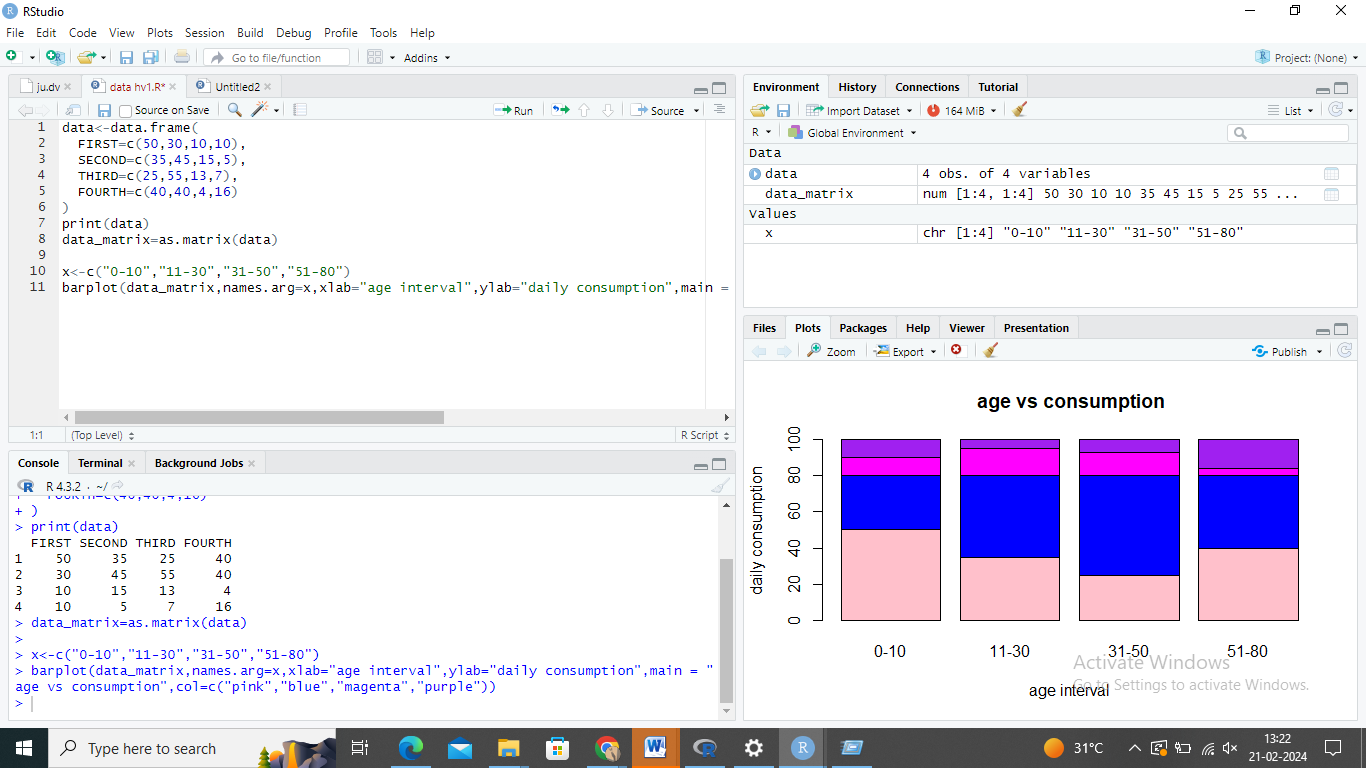 RStudio
File Edit Code View Plots Session Build Debug Profile Tools Help
Go to file/function Addins Project: (None)
ju.dv data hv1.R* Untitled2
Source on Save Run Source
1 data<-data.frame(
2 FIRST=c(50,30,10,10),
3 SECOND=c(35,45,15,5),
4 THIRD=c(25,55,13,7),
5 FOURTH=c(40,40,4,16)
6 )
7 print(data)
8 data_matrix=as.matrix(data)
9
10 x<-c("0-10","11-30","31-50","51-80")
11 barplot(data_matrix,names.arg=x,xlab="age interval",ylab="daily consumption",main =
1:1 (Top Level) R Script
Console Terminal Background Jobs
R 4.3.2 . ~/
+ FOURTH=c(40,40,4,16)
+ )
> print(data)
FIRST SECOND THIRD FOURTH
1 50 35 25 40
2 30 45 55 40
3 10 15 13 4
4 10 5 7 16
> data_matrix=as.matrix(data)
>
> x<-c("0-10","11-30","31-50","51-80")
> barplot(data_matrix,names.arg=x,xlab="age interval",ylab="daily consumption",main = "
age vs consumption",col=c("pink","blue","magenta","purple"))
>
Environment History Connections Tutorial
Import Dataset 164 MiB List
R Global Environment
Data
data 4 obs. of 4 variables
data_matrix num [1:4, 1:4] 50 30 10 10 35 45 15 5 25 55 ...
Values
x chr [1:4] "0-10" "11-30" "31-50" "51-80"
Files Plots Packages Help Viewer Presentation
Zoom Export Publish
age vs consumption
daily consumption
100
80
60
40
20
0
0-10 11-30 31-50 51-80
age interval
Activate Windows
Go to Settings to activate Windows.
Type here to search
31°C
13:22
21-02-2024